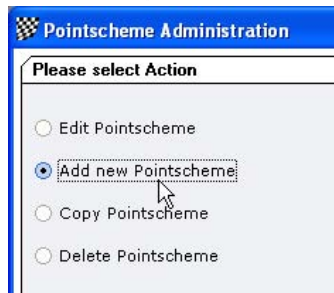 Pointscheme Administration
Please select Action
Edit Pointscheme
Add new Pointscheme
Copy Pointscheme
Delete Pointscheme